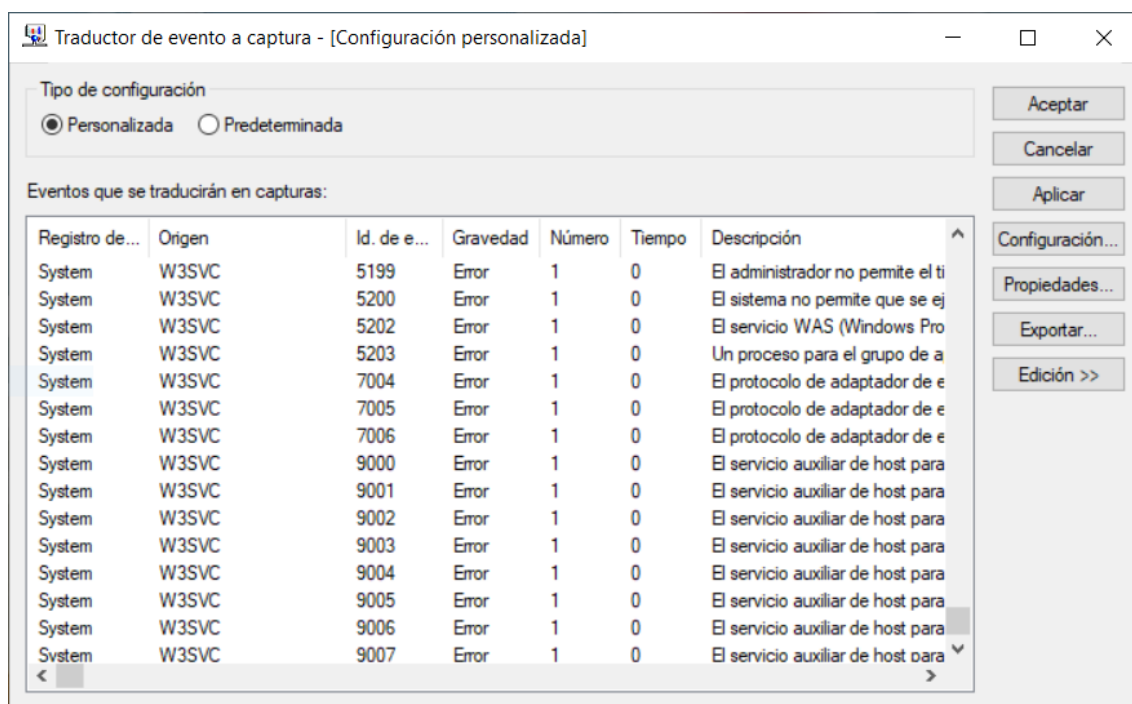 Traductor de evento a captura - [Configuración personalizada]
Tipo de configuración
Personalizada Predeterminada
Aceptar
Cancelar
Eventos que se traducirán en capturas:
Aplicar
Registro de... Origen Id. de e... Gravedad Número Tiempo Descripción
Configuración...
System W3SVC 5199 Error 1 0 El administrador no permite el ti
Propiedades...
System W3SVC 5200 Error 1 0 El sistema no permite que se ej
System W3SVC 5202 Error 1 0 El servicio WAS (Windows Pro
Exportar...
System W3SVC 5203 Error 1 0 Un proceso para el grupo de a
Edición >>
System W3SVC 7004 Error 1 0 El protocolo de adaptador de e
System W3SVC 7005 Error 1 0 El protocolo de adaptador de e
System W3SVC 7006 Error 1 0 El protocolo de adaptador de e
System W3SVC 9000 Error 1 0 El servicio auxiliar de host para
System W3SVC 9001 Error 1 0 El servicio auxiliar de host para
System W3SVC 9002 Error 1 0 El servicio auxiliar de host para
System W3SVC 9003 Error 1 0 El servicio auxiliar de host para
System W3SVC 9004 Error 1 0 El servicio auxiliar de host para
System W3SVC 9005 Error 1 0 El servicio auxiliar de host para
System W3SVC 9006 Error 1 0 El servicio auxiliar de host para
System W3SVC 9007 Error 1 0 El servicio auxiliar de host para